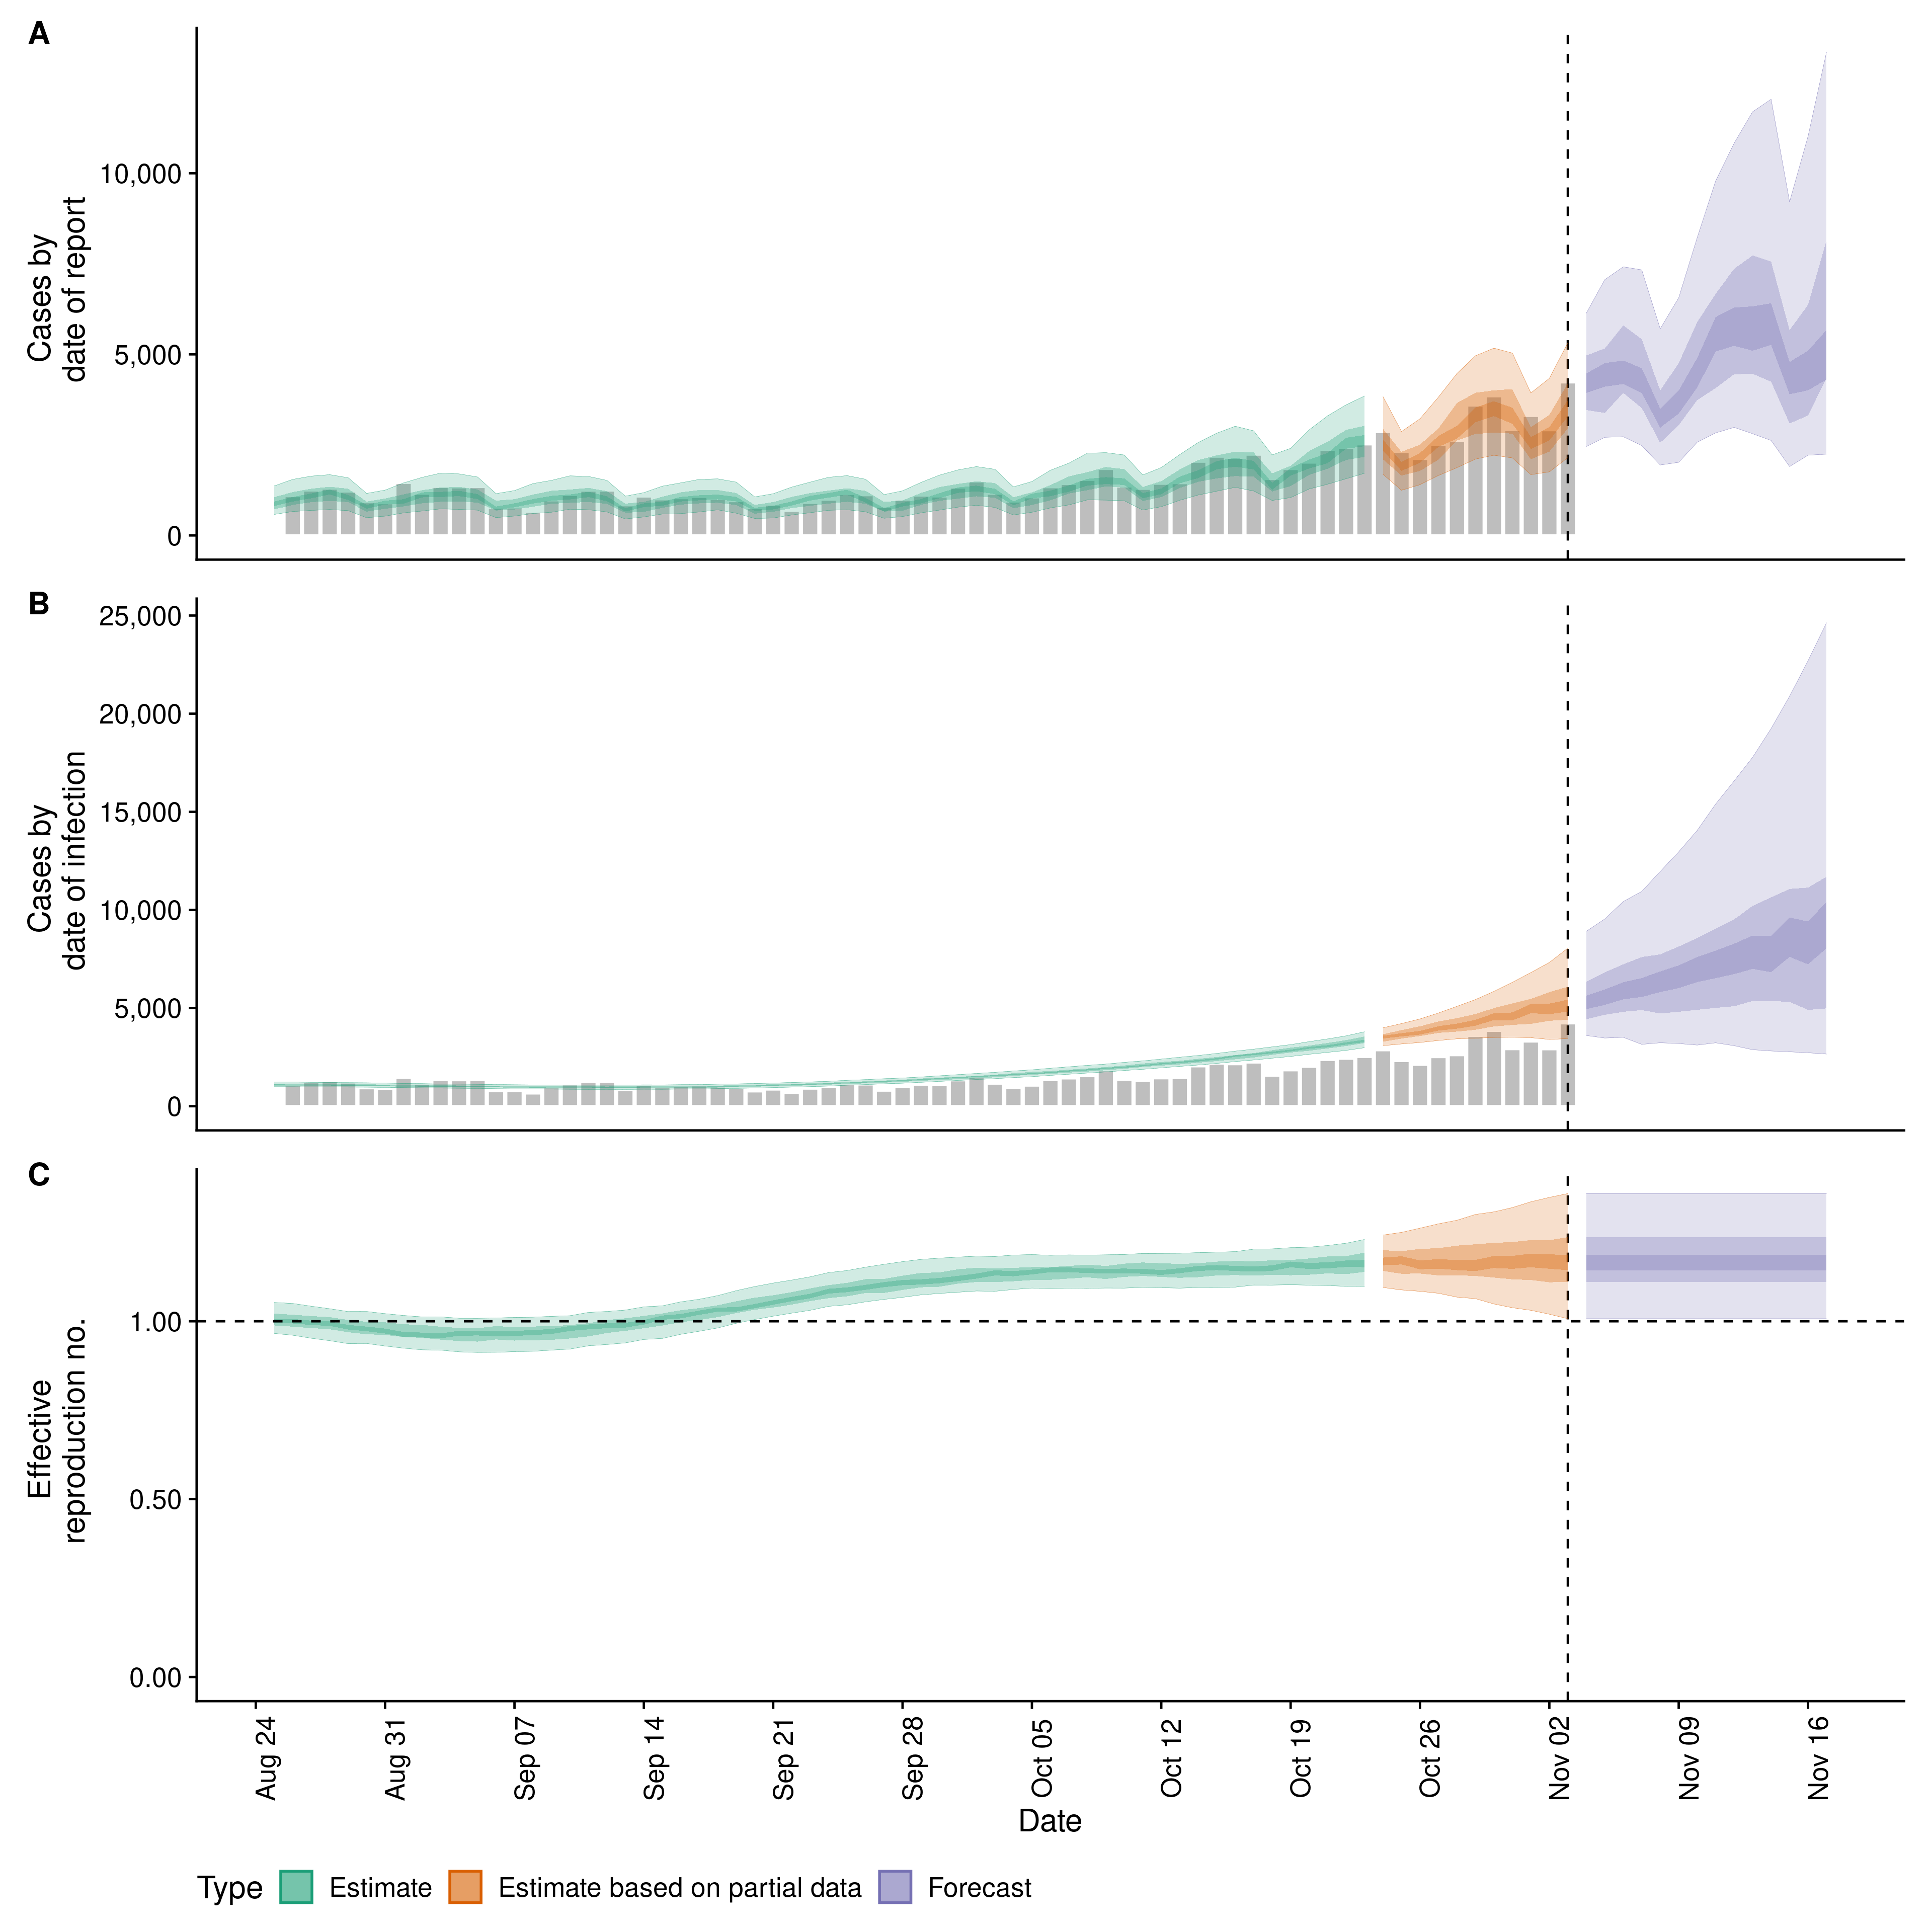 A
Cases by
date of report
10,000
5,000
0
B
Cases by
date of infection
25,000
20,000
15,000
10,000
5,000
0
C
Effective
reproduction no.
1.00
0.50
0.00
Aug 24
Aug 31
Sep 07
Sep 14
Sep 21
Sep 28
Oct 05
Oct 12
Oct 19
Oct 26
Nov 02
Nov 09
Nov 16
Date
Type Estimate Estimate based on partial data Forecast